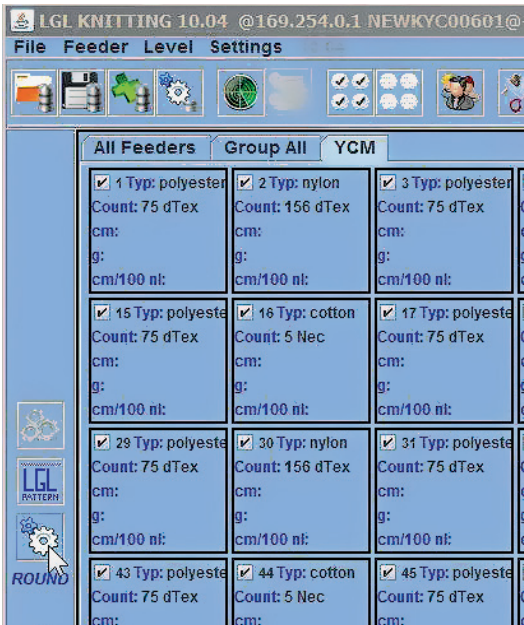 LGL KNITTING 10.04 @169.254.0.1 NEWKYC00601@
File Feeder Level Settings
All Feeders Group All YCM
1 Typ: polyester 2 Typ: nylon 3 Typ: polyester
Count: 75 dTex Count: 156 dTex Count: 75 dTex
cm: cm: cm:
g: g: g:
cm/100 nl: cm/100 nl: cm/100 nl:
15 Typ: polyeste 16 Typ: cotton 17 Typ: polyeste
Count: 75 dTex Count: 5 Nec Count: 75 dTex
cm: cm: cm:
g: g: g:
cm/100 nl: cm/100 nl: cm/100 nl:
29 Typ: polyeste 30 Typ: nylon 31 Typ: polyeste
Count: 75 dTex Count: 156 dTex Count: 75 dTex
cm: cm: cm:
g: g: g:
cm/100 nl: cm/100 nl: cm/100 nl:
43 Typ: polyeste 44 Typ: cotton 45 Typ: polyeste
Count: 75 dTex Count: 5 Nec Count: 75 dTex
cm: cm: cm:
LGL
PATTERN
ROUND